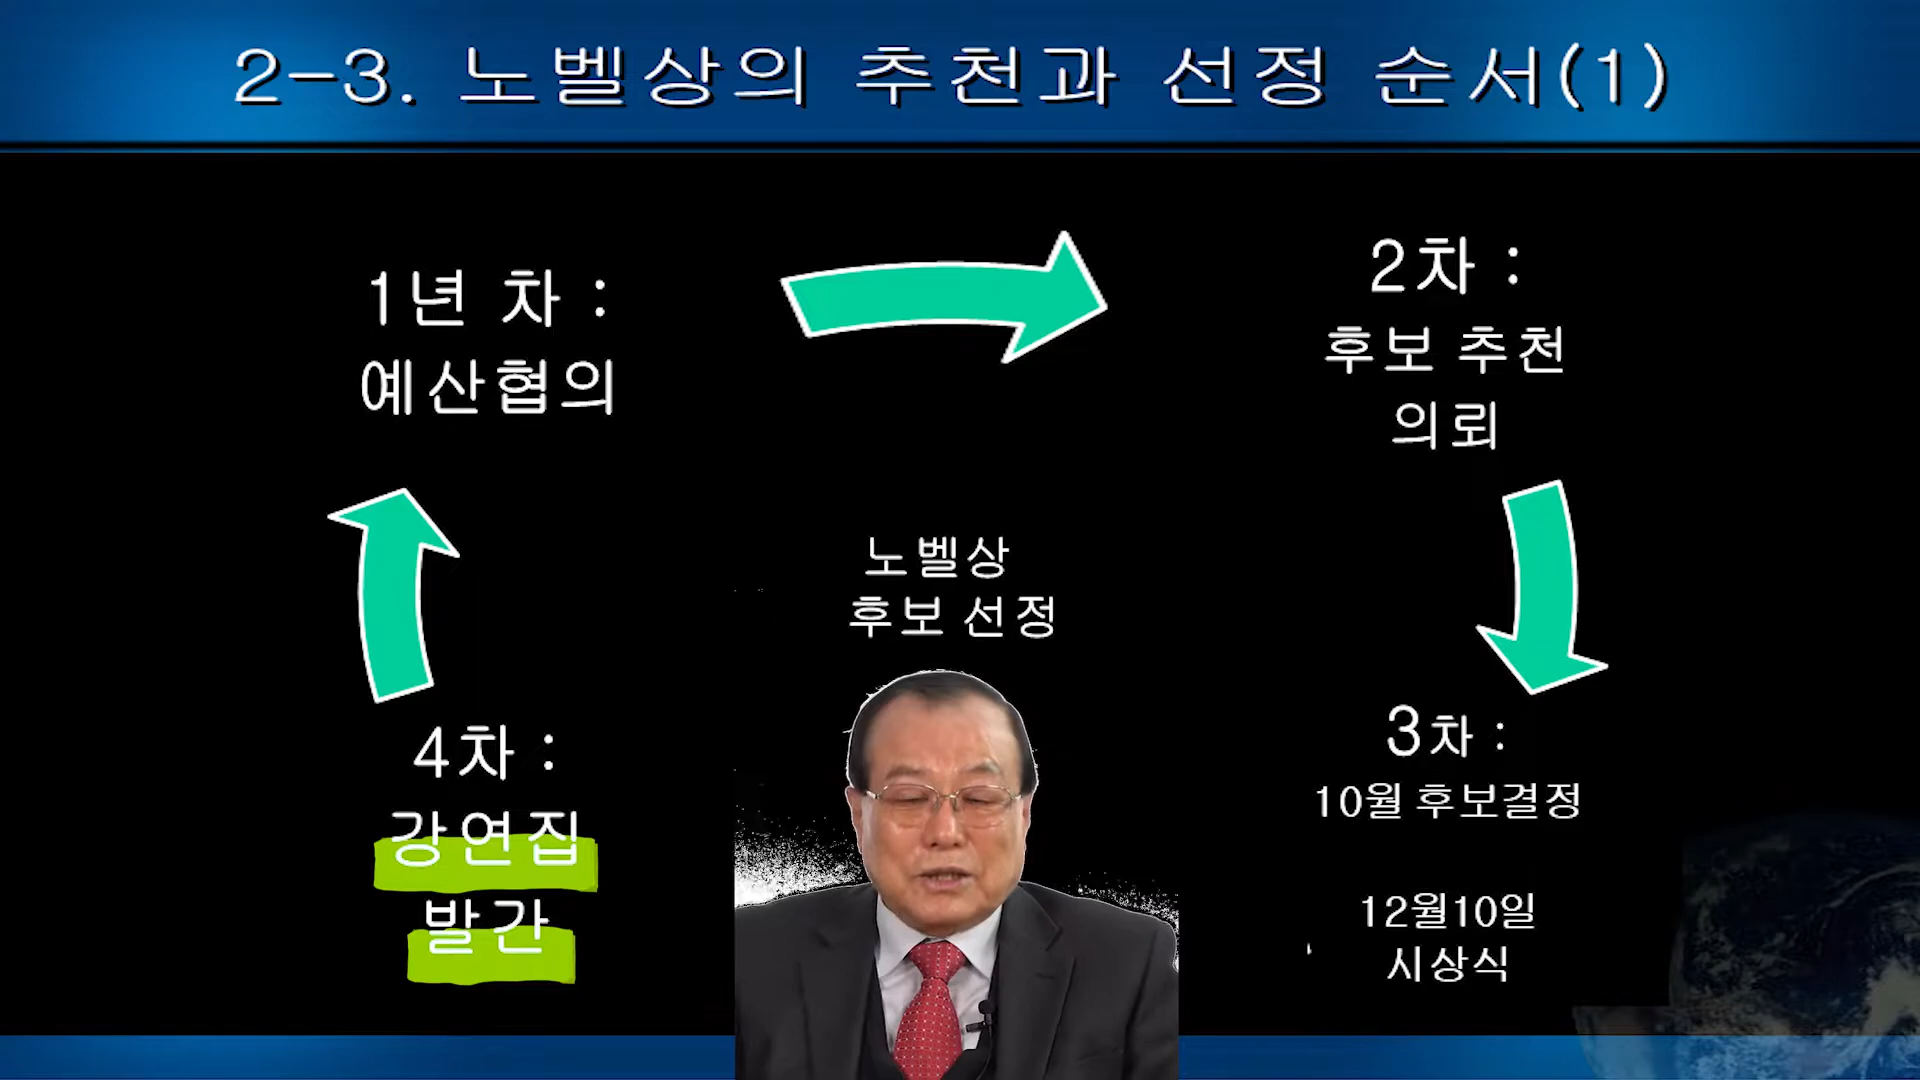 2-3. 노벨상의 추천과 선정 순서(1)
1년 차 :
예산협의
2차 :
후보 추천
의뢰
노벨상
후보 선정
3차 :
10월 후보결정
12월10일
시상식
4차 :
강연집
발간